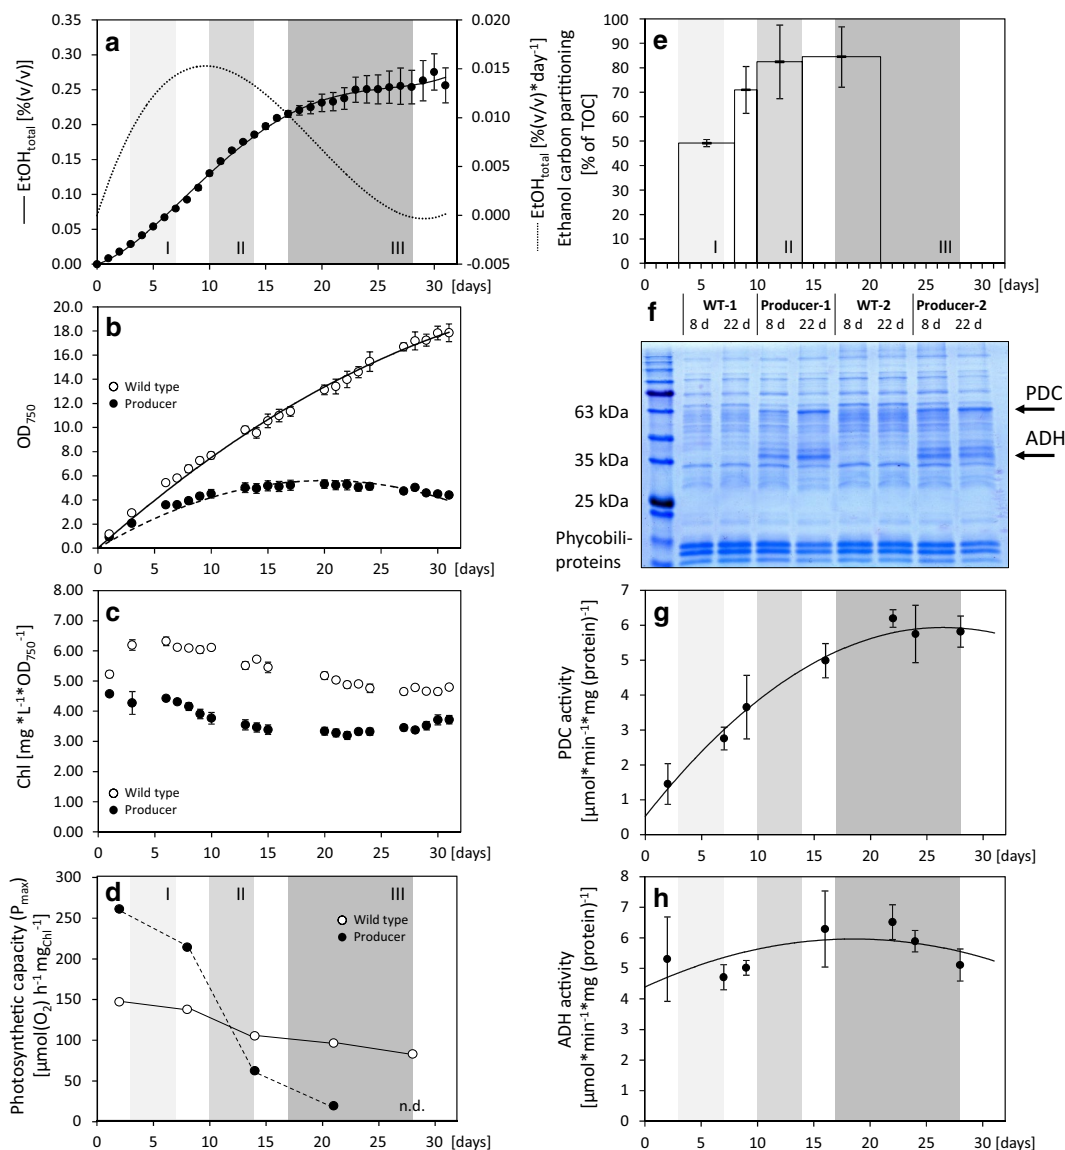 a
EtOH_total [%(v/v)]
0.35
0.30
0.25
0.20
0.15
0.10
0.05
0.00
0.020
0.015
0.010
0.005
0.000
-0.005
EtOH_total [%(v/v)*day⁻¹]
I II III
0 5 10 15 20 25 30 [days]
b
OD₇₅₀
20.0
18.0
16.0
14.0
12.0
10.0
8.0
6.0
4.0
2.0
0.0
Wild type
Producer
0 5 10 15 20 25 30 [days]
c
Chl [mg *L⁻¹*OD₇₅₀⁻¹]
8.00
7.00
6.00
5.00
4.00
3.00
2.00
1.00
0.00
Wild type
Producer
0 5 10 15 20 25 30 [days]
d
Photosynthetic capacity (P_max)
[µmol(O₂) h⁻¹ mg_Chl⁻¹]
300
250
200
150
100
50
0
I II III
Wild type
Producer
n.d.
0 5 10 15 20 25 30 [days]
e
Ethanol carbon partitioning
[% of TOC]
100
90
80
70
60
50
40
30
20
10
0
I II III
0 5 10 15 20 25 30 [days]
f
WT-1 Producer-1 WT-2 Producer-2
8 d 22 d 8 d 22 d 8 d 22 d 8 d 22 d
63 kDa
35 kDa
25 kDa
Phycobili-
proteins
PDC
ADH
g
PDC activity
[µmol*min⁻¹*mg (protein)⁻¹]
7
6
5
4
3
2
1
0
0 5 10 15 20 25 30 [days]
h
ADH activity
[µmol*min⁻¹*mg (protein)⁻¹]
8
7
6
5
4
3
2
1
0
0 5 10 15 20 25 30 [days]